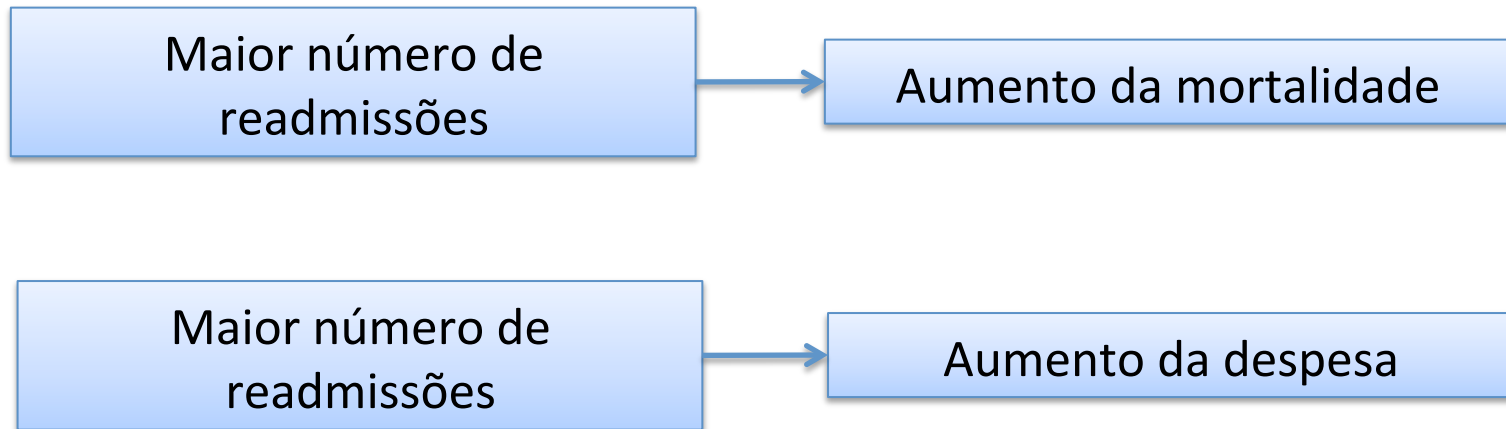 Maior número de
readmissões
Aumento da mortalidade
Maior número de
readmissões
Aumento da despesa